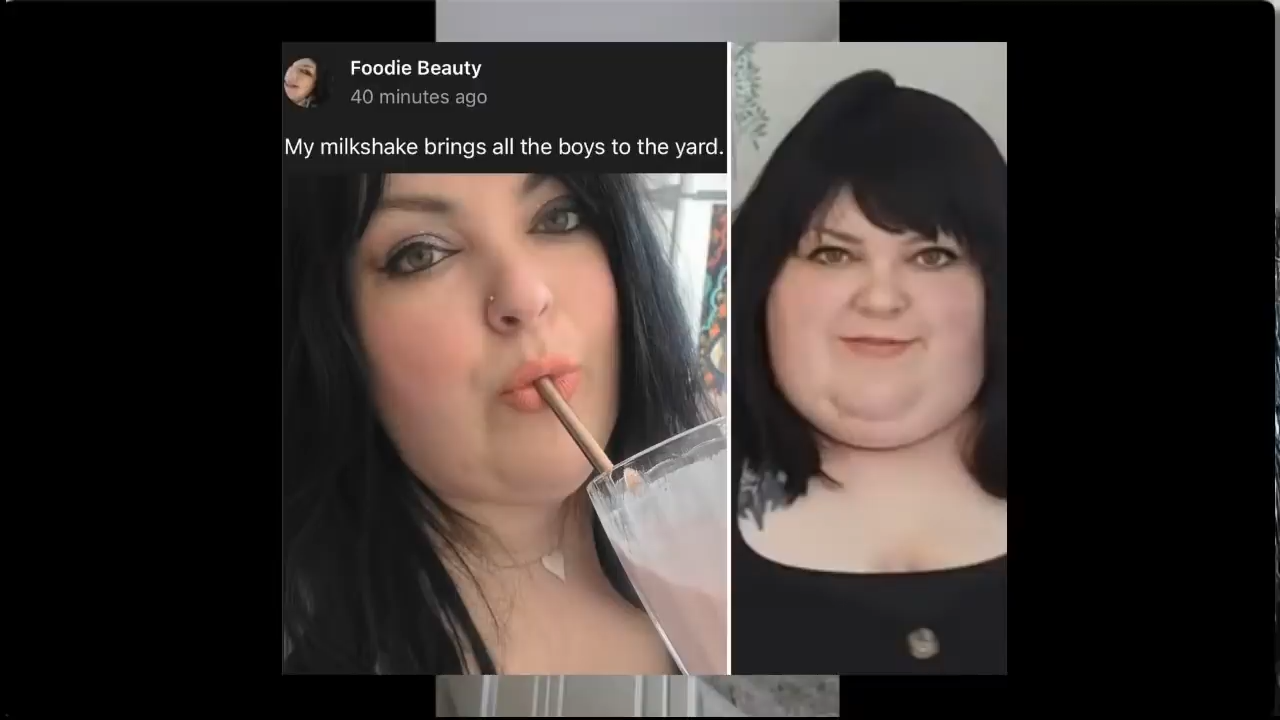 Foodie Beauty
40 minutes ago
My milkshake brings all the boys to the yard.